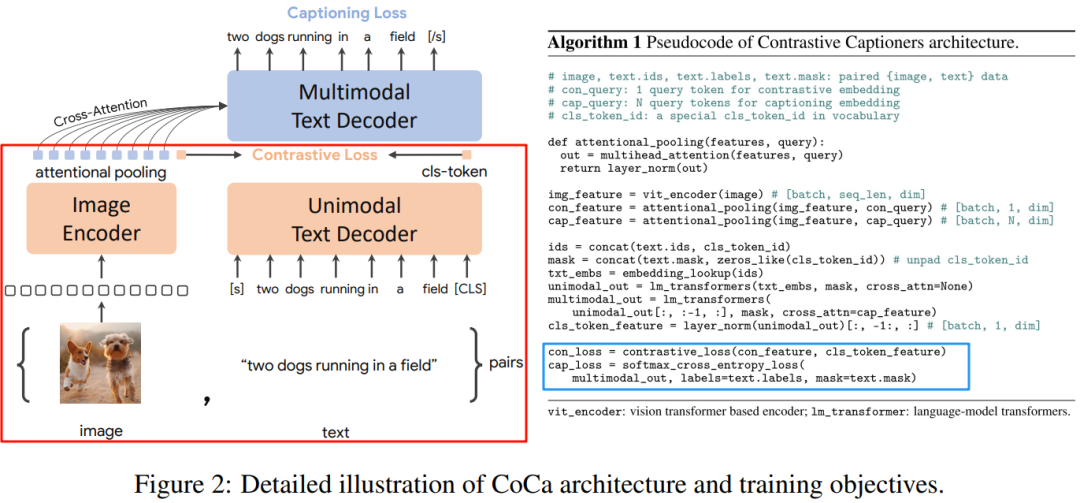 Captioning Loss
two dogs running in a field [/s]
Multimodal
Text Decoder
Cross-Attention
Contrastive Loss
attentional pooling
cls-token
Image
Encoder
Unimodal
Text Decoder
[s] two dogs running in a field [CLS]
“two dogs running in a field”
pairs
,
image
text
Algorithm 1 Pseudocode of Contrastive Captioners architecture.
# image, text.ids, text.labels, text.mask: paired {image, text} data
# con_query: 1 query token for contrastive embedding
# cap_query: N query tokens for captioning embedding
# cls_token_id: a special cls_token_id in vocabulary
def attentional_pooling(features, query):
out = multihead_attention(features, query)
return layer_norm(out)
img_feature = vit_encoder(image) # [batch, seq_len, dim]
con_feature = attentional_pooling(img_feature, con_query) # [batch, 1, dim]
cap_feature = attentional_pooling(img_feature, cap_query) # [batch, N, dim]
ids = concat(text.ids, cls_token_id)
mask = concat(text.mask, zeros_like(cls_token_id)) # unpad cls_token_id
txt_embs = embedding_lookup(ids)
unimodal_out = lm_transformers(txt_embs, mask, cross_attn=None)
multimodal_out = lm_transformers(
unimodal_out[:, :-1, :], mask, cross_attn=cap_feature)
cls_token_feature = layer_norm(unimodal_out)[:, -1:, :] # [batch, 1, dim]
con_loss = contrastive_loss(con_feature, cls_token_feature)
cap_loss = softmax_cross_entropy_loss(
multimodal_out, labels=text.labels, mask=text.mask)
vit_encoder: vision transformer based encoder; lm_transformer: language-model transformers.
Figure 2: Detailed illustration of CoCa architecture and training objectives.